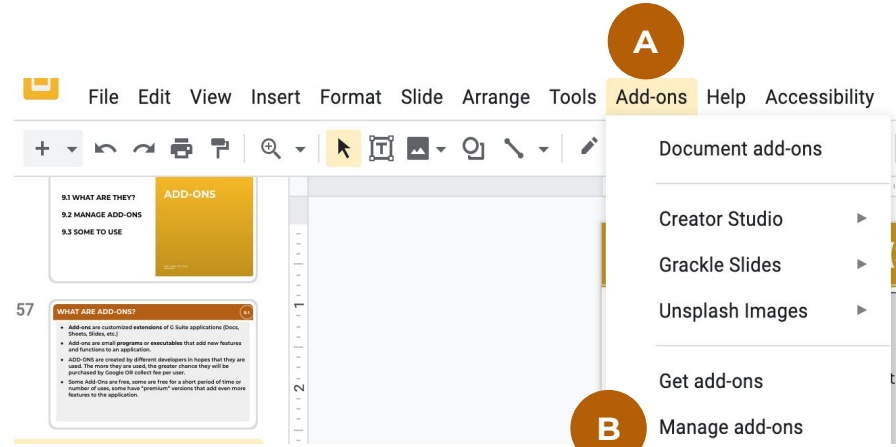 A
File Edit View Insert Format Slide Arrange Tools Add-ons Help Accessibility
Document add-ons
Creator Studio
Grackle Slides
Unsplash Images
Get add-ons
B Manage add-ons
9.1 WHAT ARE THEY?
9.2 MANAGE ADD-ONS
9.3 SOME TO USE
ADD-ONS
57
WHAT ARE ADD-ONS?
9.1
Add-ons are customized extensions of G Suite applications (Docs,
Sheets, Slides, etc.)
Add-ons are small programs or executables that add new features
and functions to an application.
ADD-ONS are created by different developers in hopes that they are
used. The more they are used, the greater chance they will be
purchased by Google OR collect fee per user.
Some Add-Ons are free, some are free for a short period of time or
number of uses, some have "premium" versions that add even more
features to the application.
1
2